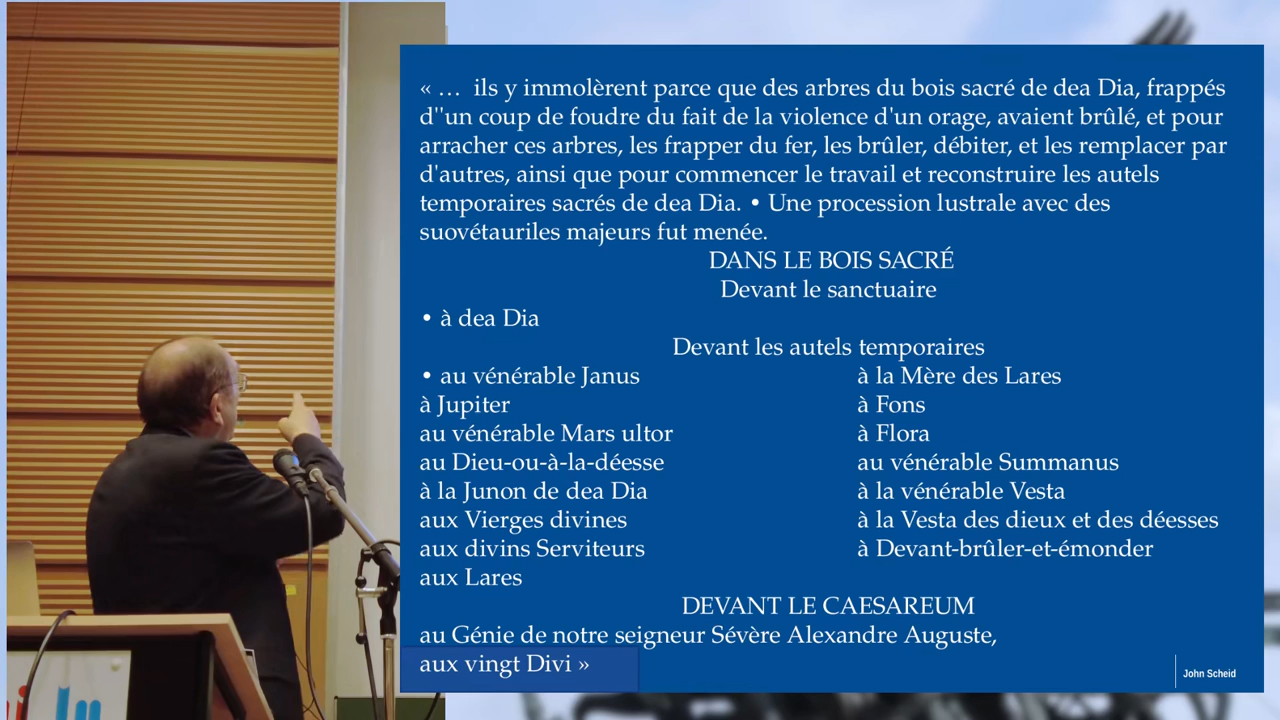 « … ils y immolèrent parce que des arbres du bois sacré de dea Dia, frappés
d''un coup de foudre du fait de la violence d'un orage, avaient brûlé, et pour
arracher ces arbres, les frapper du fer, les brûler, débiter, et les remplacer par
d'autres, ainsi que pour commencer le travail et reconstruire les autels
temporaires sacrés de dea Dia. • Une procession lustrale avec des
suovétauriles majeurs fut menée.
DANS LE BOIS SACRÉ
Devant le sanctuaire
• à dea Dia
Devant les autels temporaires
• au vénérable Janus
à Jupiter
au vénérable Mars ultor
au Dieu-ou-à-la-déesse
à la Junon de dea Dia
aux Vierges divines
aux divins Serviteurs
aux Lares
à la Mère des Lares
à Fons
à Flora
au vénérable Summanus
à la vénérable Vesta
à la Vesta des dieux et des déesses
à Devant-brûler-et-émonder
DEVANT LE CAESAREUM
au Génie de notre seigneur Sévère Alexandre Auguste,
aux vingt Divi »
John Scheid